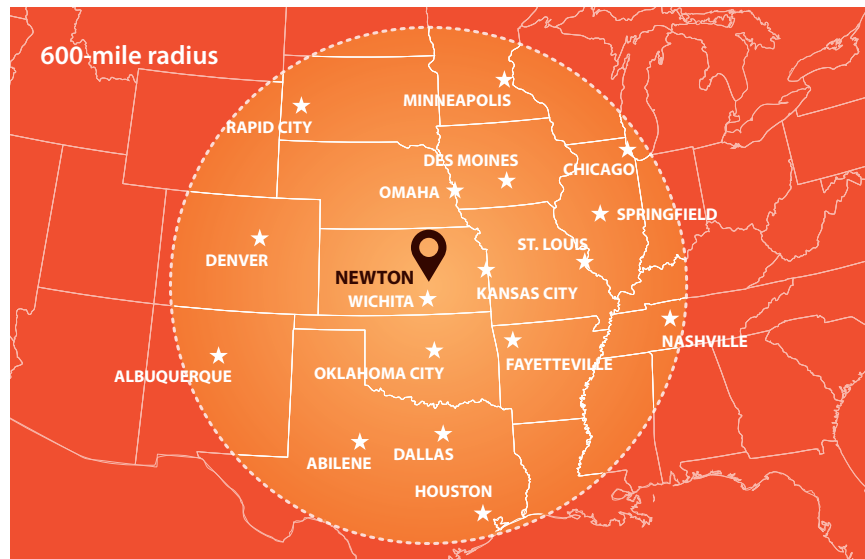 600-mile radius
MINNEAPOLIS
RAPID CITY
DES MOINES
CHICAGO
OMAHA
SPRINGFIELD
ST. LOUIS
DENVER
NEWTON
WICHITA
KANSAS CITY
NASHVILLE
FAYETTEVILLE
OKLAHOMA CITY
ALBUQUERQUE
DALLAS
ABILENE
HOUSTON